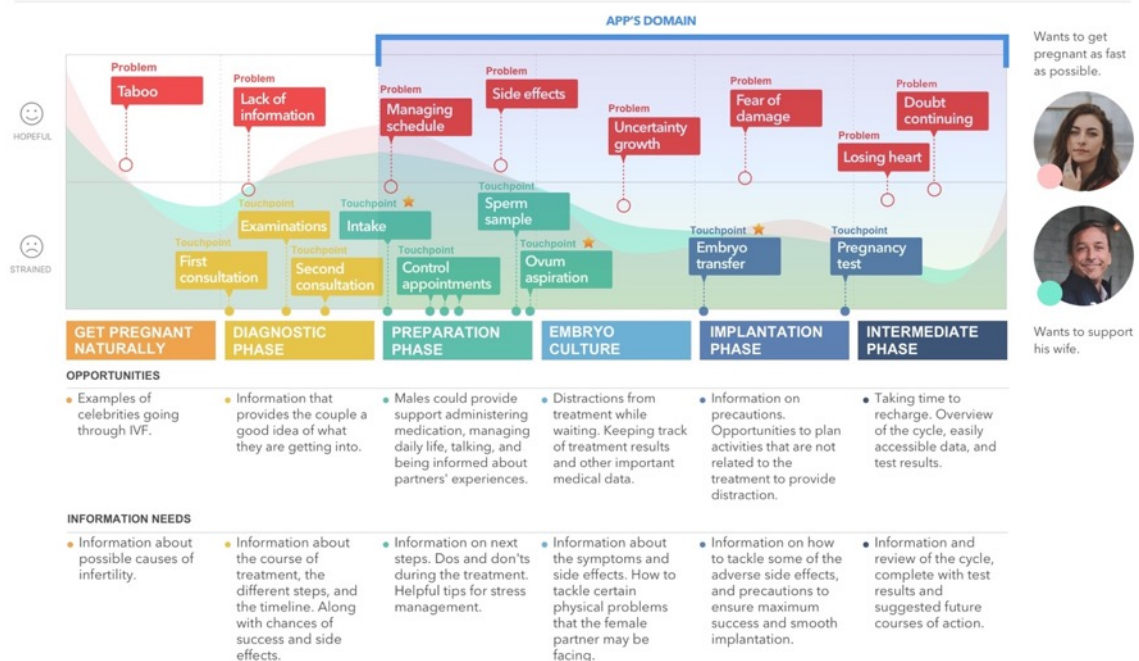 APP'S DOMAIN
Wants to get
pregnant as fast
as possible.
HOPEFUL
STRAINED
Problem
Taboo
Problem
Lack of
information
Problem
Managing
schedule
Problem
Side effects
Problem
Uncertainty
growth
Problem
Fear of
damage
Problem
Losing heart
Problem
Doubt
continuing
Touchpoint
First
consultation
Touchpoint
Examinations
Touchpoint
Second
consultation
Touchpoint
Intake
Touchpoint
Control
appointments
Touchpoint
Sperm
sample
Touchpoint
Ovum
aspiration
Touchpoint
Embryo
transfer
Touchpoint
Pregnancy
test
Wants to support
his wife.
GET PREGNANT
NATURALLY
DIAGNOSTIC
PHASE
PREPARATION
PHASE
EMBRYO
CULTURE
IMPLANTATION
PHASE
INTERMEDIATE
PHASE
OPPORTUNITIES
Examples of
celebrities going
through IVF.
Information that
provides the couple a
good idea of what
they are getting into.
Males could provide
support administering
medication, managing
daily life, talking, and
being informed about
partners' experiences.
Distractions from
treatment while
waiting. Keeping track
of treatment results
and other important
medical data.
Information on
precautions.
Opportunities to plan
activities that are not
related to the
treatment to provide
distraction.
Taking time to
recharge. Overview
of the cycle, easily
accessible data, and
test results.
INFORMATION NEEDS
Information about
possible causes of
infertility.
Information about
the course of
treatment, the
different steps, and
the timeline. Along
with chances of
success and side
effects.
Information on next
steps. Dos and don'ts
during the treatment.
Helpful tips for stress
management.
Information about
the symptoms and
side effects. How to
tackle certain
physical problems
that the female
partner may be
facing.
Information on how
to tackle some of the
adverse side effects,
and precautions to
ensure maximum
success and smooth
implantation.
Information and
review of the cycle,
complete with test
results and
suggested future
courses of action.